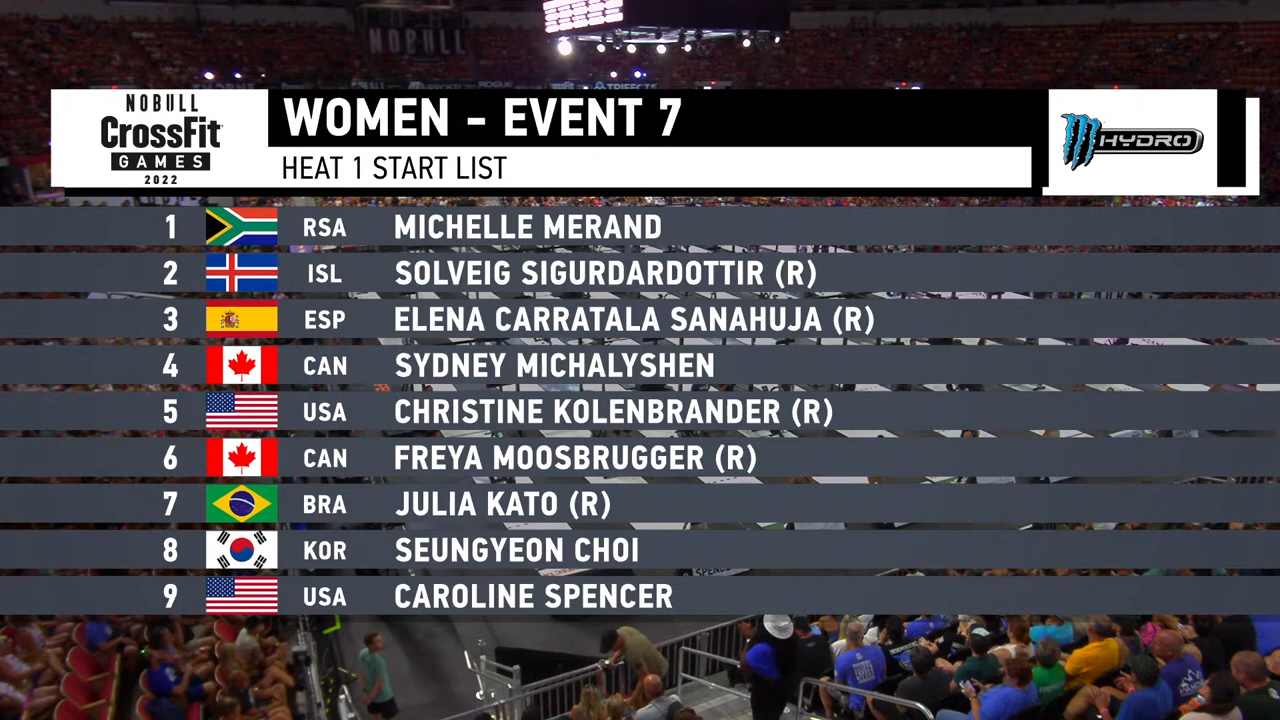 NOBULL
CrossFit
GAMES
2022
WOMEN - EVENT 7
HEAT 1 START LIST
HYDRO
1 RSA MICHELLE MERAND
2 ISL SOLVEIG SIGURDARDOTTIR (R)
3 ESP ELENA CARRATALA SANAHUJA (R)
4 CAN SYDNEY MICHALYSHEN
5 USA CHRISTINE KOLENBRANDER (R)
6 CAN FREYA MOOSBRUGGER (R)
7 BRA JULIA KATO (R)
8 KOR SEUNGYEON CHOI
9 USA CAROLINE SPENCER
NOBULL
SPENCE